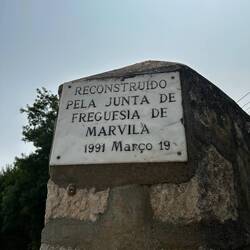 RECONSTRUIDO
PELA JUNTA DE
FREGUESIA DE
MARVILA
1991 MARÇO 19